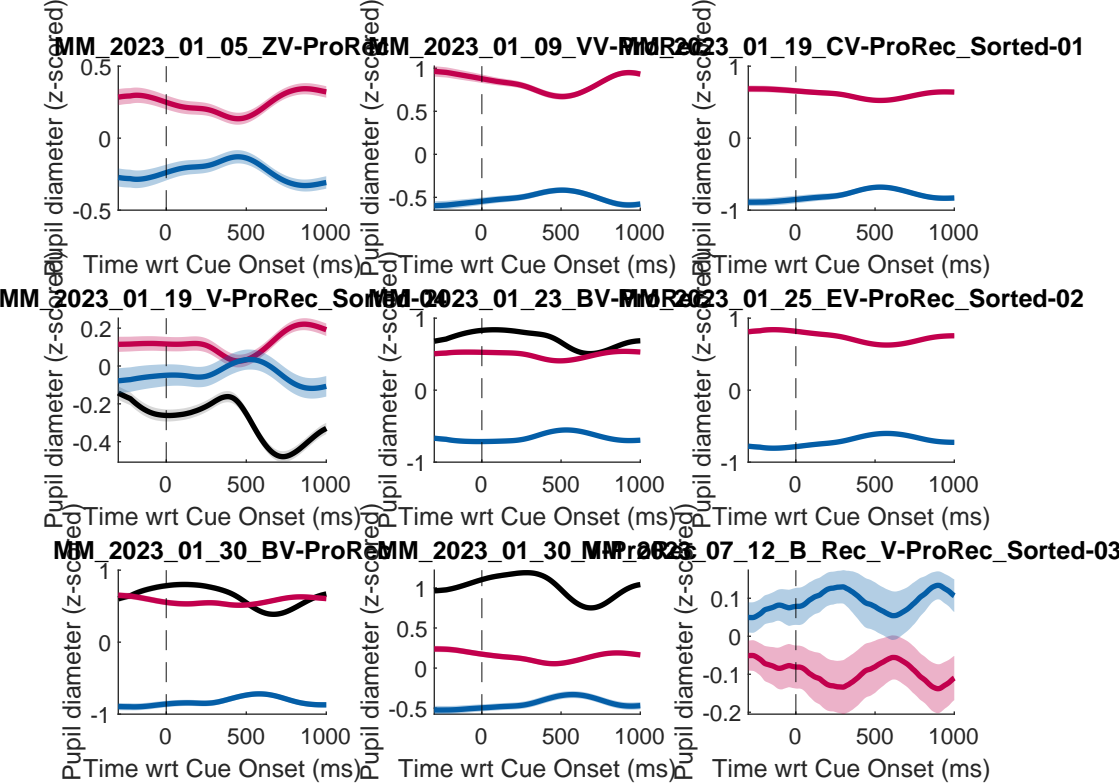 MM_2023_01_05_ZV-ProRec
MM_2023_01_09_VV-ProRec
MM_2023_01_19_CV-ProRec_Sorted-01
Pupil diameter (z-scored)
0.5
0
-0.5
0
500
1000
Time wrt Cue Onset (ms)
Pupil diameter (z-scored)
1
0.5
0
-0.5
0
500
1000
Time wrt Cue Onset (ms)
Pupil diameter (z-scored)
1
0
-1
0
500
1000
Time wrt Cue Onset (ms)
MM_2023_01_19_V-ProRec_Sorted-04
MM_2023_01_23_BV-ProRec
MM_2023_01_25_EV-ProRec_Sorted-02
Pupil diameter (z-scored)
0.2
0
-0.2
-0.4
0
500
1000
Time wrt Cue Onset (ms)
Pupil diameter (z-scored)
1
0
-1
0
500
1000
Time wrt Cue Onset (ms)
Pupil diameter (z-scored)
1
0
-1
0
500
1000
Time wrt Cue Onset (ms)
MM_2023_01_30_BV-ProRec
MM_2023_01_30_MV-ProRec
MM_2023_07_12_B_Rec_V-ProRec_Sorted-03
Pupil diameter (z-scored)
1
0
-1
0
500
1000
Time wrt Cue Onset (ms)
Pupil diameter (z-scored)
1
0.5
0
-0.5
0
500
1000
Time wrt Cue Onset (ms)
Pupil diameter (z-scored)
0.1
0
-0.1
-0.2
0
500
1000
Time wrt Cue Onset (ms)